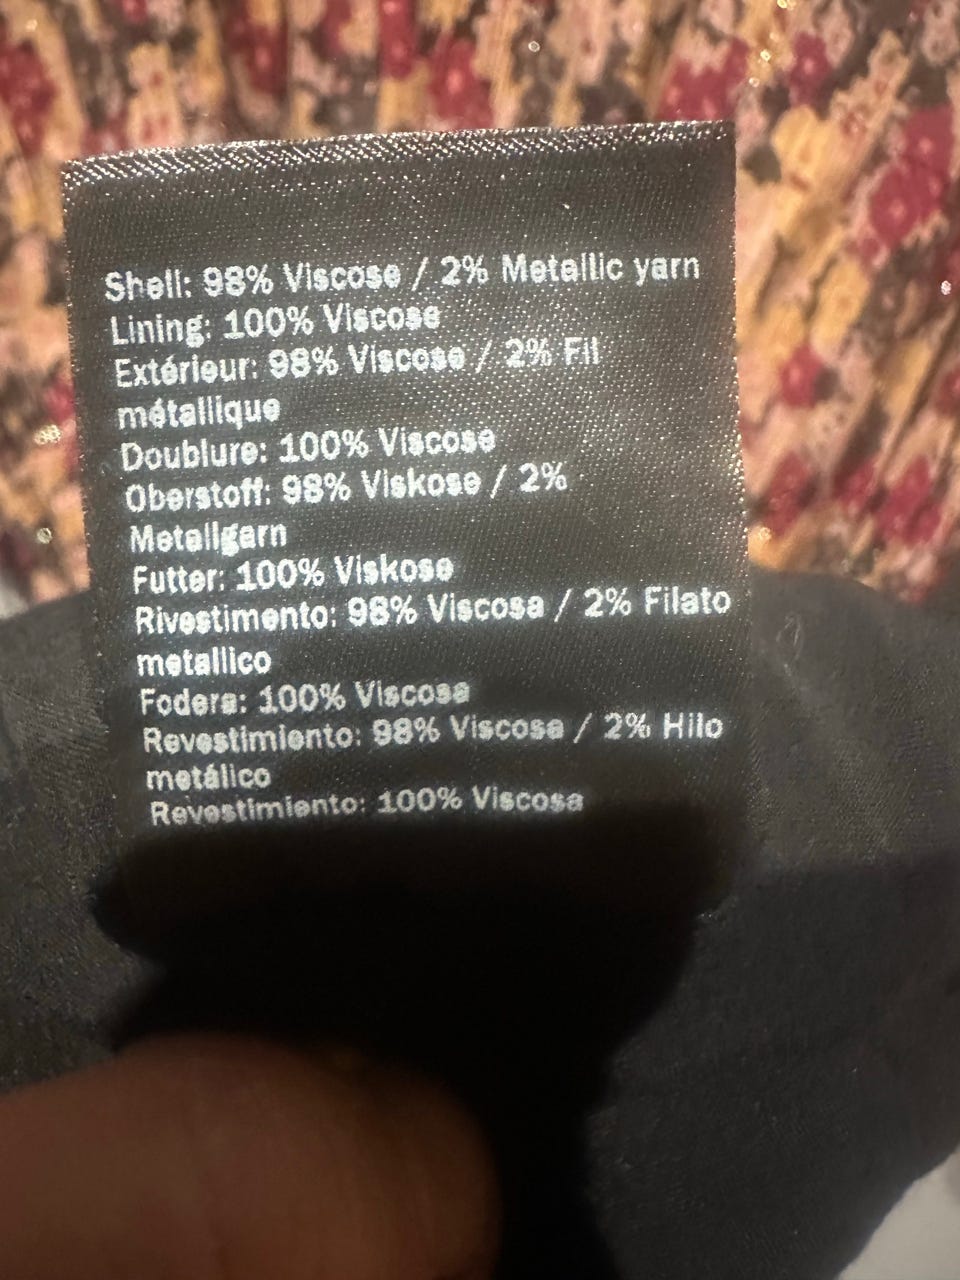 Shell: 98% Viscose / 2% Metallic yarn
Lining: 100% Viscose
Extérieur: 98% Viscose / 2% Fil
métallique
Doublure: 100% Viscose
Oberstoff: 98% Viskose / 2%
Metallgarn
Futter: 100% Viskose
Rivestimento: 98% Viscosa / 2% Filato
metallico
Fodera: 100% Viscosa
Revestimiento: 98% Viscosa / 2% Hilo
metálico
Revestimiento: 100% Viscosa